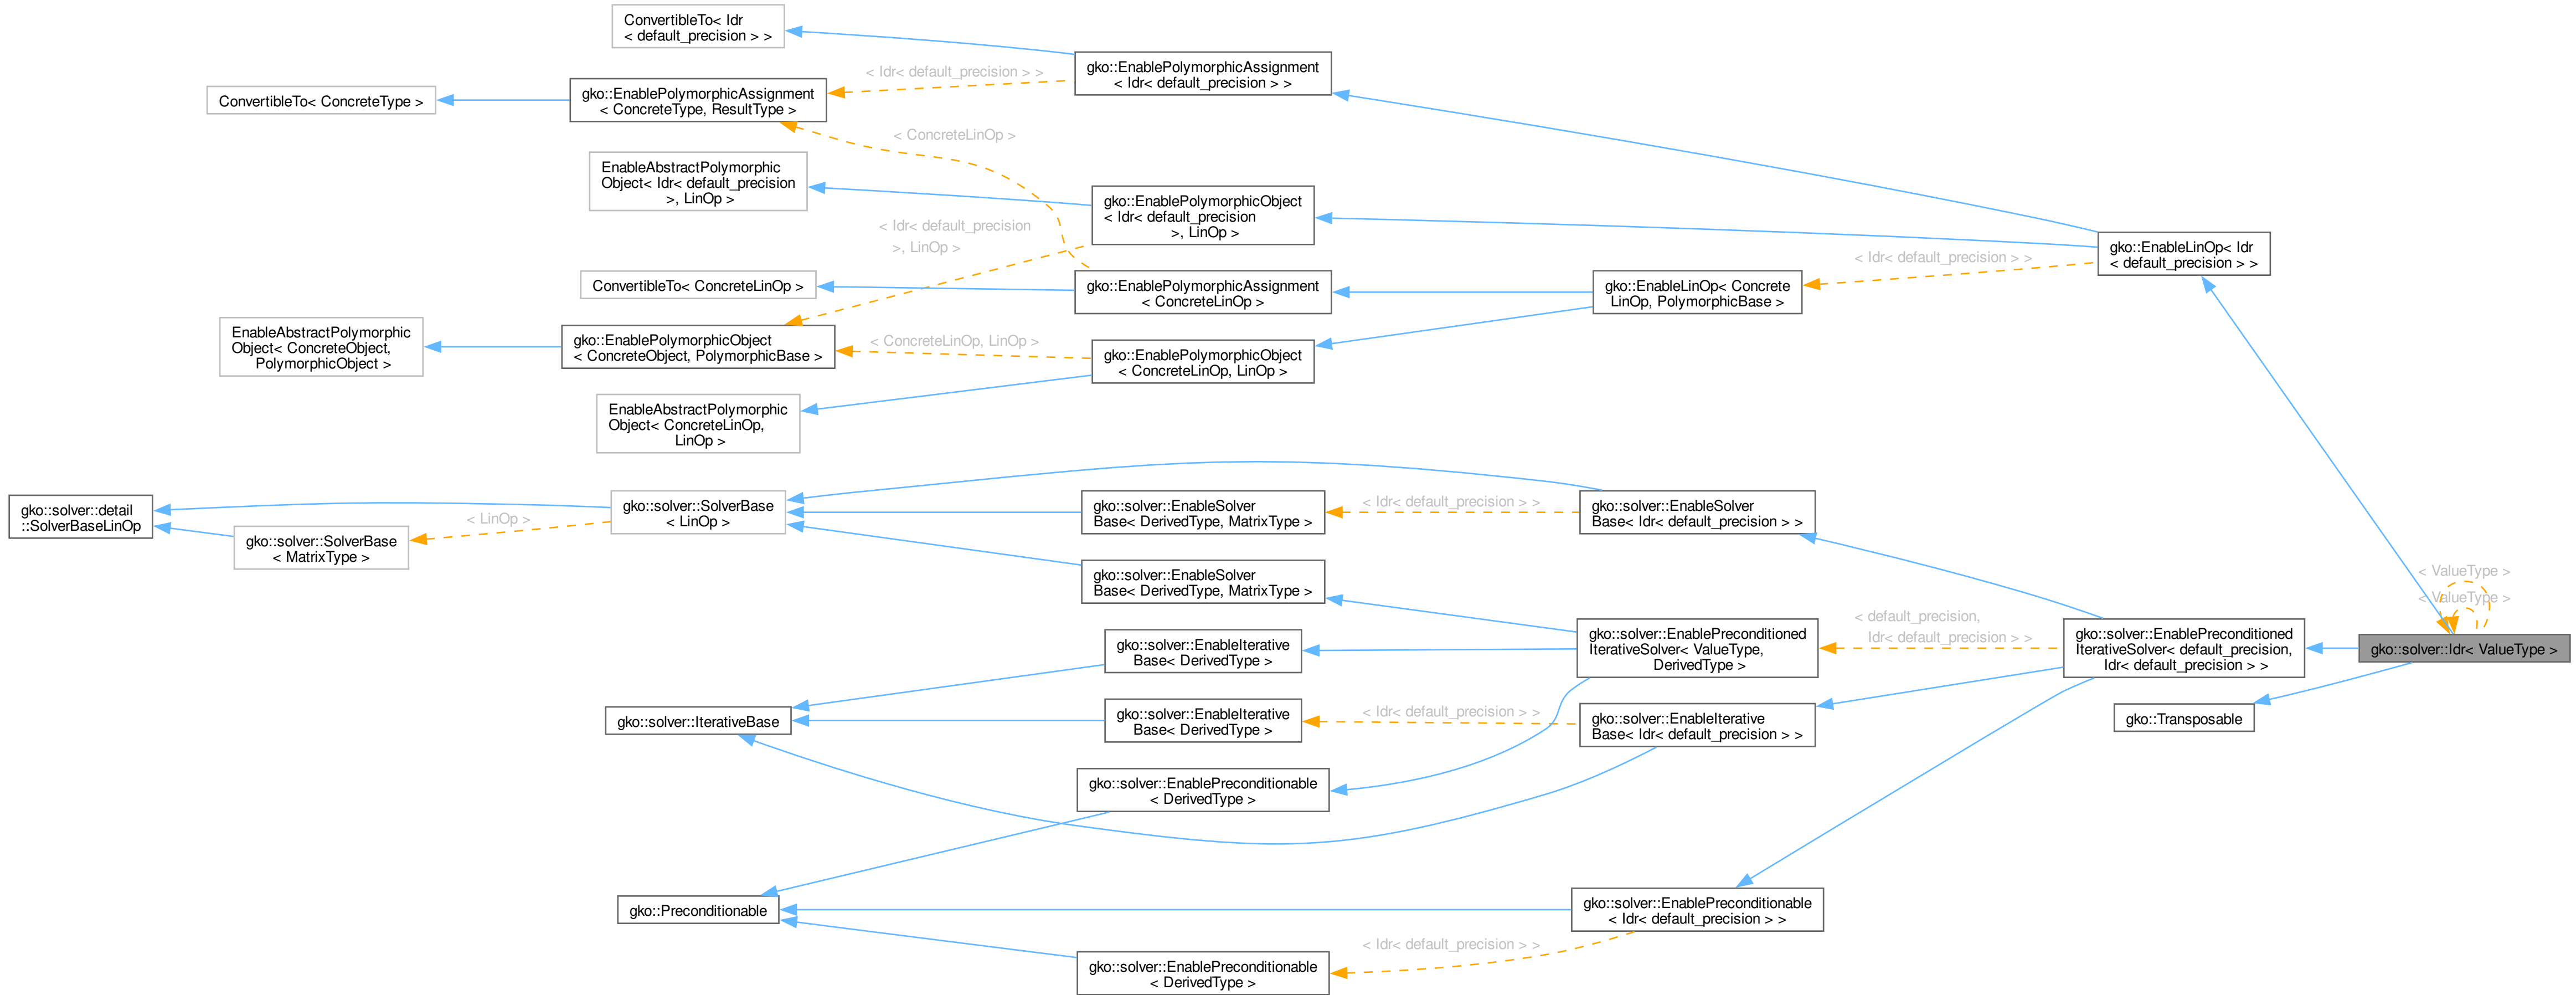 ConvertibleTo< Idr
< default_precision > >
gko::EnablePolymorphicAssignment
< Idr< default_precision > >
< Idr< default_precision > >
ConvertibleTo< ConcreteType >
gko::EnablePolymorphicAssignment
< ConcreteType, ResultType >
< ConcreteLinOp >
EnableAbstractPolymorphic
Object< Idr< default_precision
>, LinOp >
gko::EnablePolymorphicObject
< Idr< default_precision
>, LinOp >
< Idr< default_precision
>, LinOp >
gko::EnableLinOp< Idr
< default_precision > >
< Idr< default_precision > >
ConvertibleTo< ConcreteLinOp >
gko::EnablePolymorphicAssignment
< ConcreteLinOp >
gko::EnableLinOp< Concrete
LinOp, PolymorphicBase >
EnableAbstractPolymorphic
Object< ConcreteObject,
PolymorphicObject >
gko::EnablePolymorphicObject
< ConcreteObject, PolymorphicBase >
< ConcreteLinOp, LinOp >
gko::EnablePolymorphicObject
< ConcreteLinOp, LinOp >
EnableAbstractPolymorphic
Object< ConcreteLinOp,
LinOp >
gko::solver::detail
::SolverBaseLinOp
< LinOp >
gko::solver::SolverBase
< MatrixType >
gko::solver::SolverBase
< LinOp >
gko::solver::EnableSolver
Base< DerivedType, MatrixType >
< Idr< default_precision > >
gko::solver::EnableSolver
Base< Idr< default_precision > >
gko::solver::EnableSolver
Base< DerivedType, MatrixType >
< ValueType >
< ValueType >
gko::solver::EnableIterative
Base< DerivedType >
gko::solver::EnablePreconditioned
IterativeSolver< ValueType,
DerivedType >
< default_precision,
Idr< default_precision > >
gko::solver::EnablePreconditioned
IterativeSolver< default_precision,
Idr< default_precision > >
gko::solver::Idr< ValueType >
gko::solver::IterativeBase
gko::solver::EnableIterative
Base< DerivedType >
< Idr< default_precision > >
gko::solver::EnableIterative
Base< Idr< default_precision > >
gko::Transposable
gko::solver::EnablePreconditionable
< DerivedType >
gko::Preconditionable
gko::solver::EnablePreconditionable
< Idr< default_precision > >
< Idr< default_precision > >
gko::solver::EnablePreconditionable
< DerivedType >